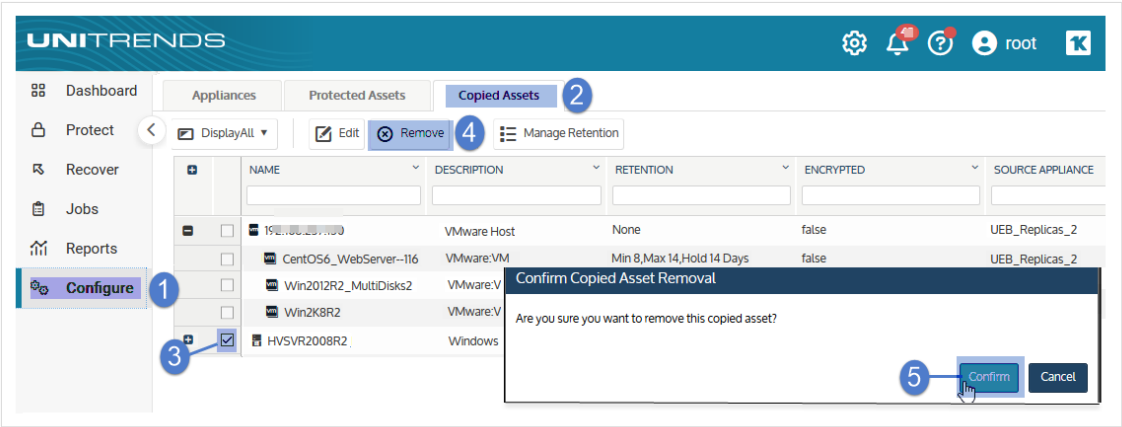 UNITRENDS
root
Dashboard
Protect
Recover
Jobs
Reports
Configure
1
Appliances
Protected Assets
Copied Assets
2
DisplayAll
Edit
Remove
4
Manage Retention
NAME DESCRIPTION RETENTION ENCRYPTED SOURCE APPLIANCE
VMware Host None false UEB_Replicas_2
CentOS6_WebServer--116 VMware:VM Min 8,Max 14,Hold 14 Days false UEB_Replicas_2
Win2012R2_MultiDisks2 VMware:V
Win2K8R2 VMware:V
HVSVR2008R2 Windows
3
Confirm Copied Asset Removal
Are you sure you want to remove this copied asset?
5
Confirm
Cancel